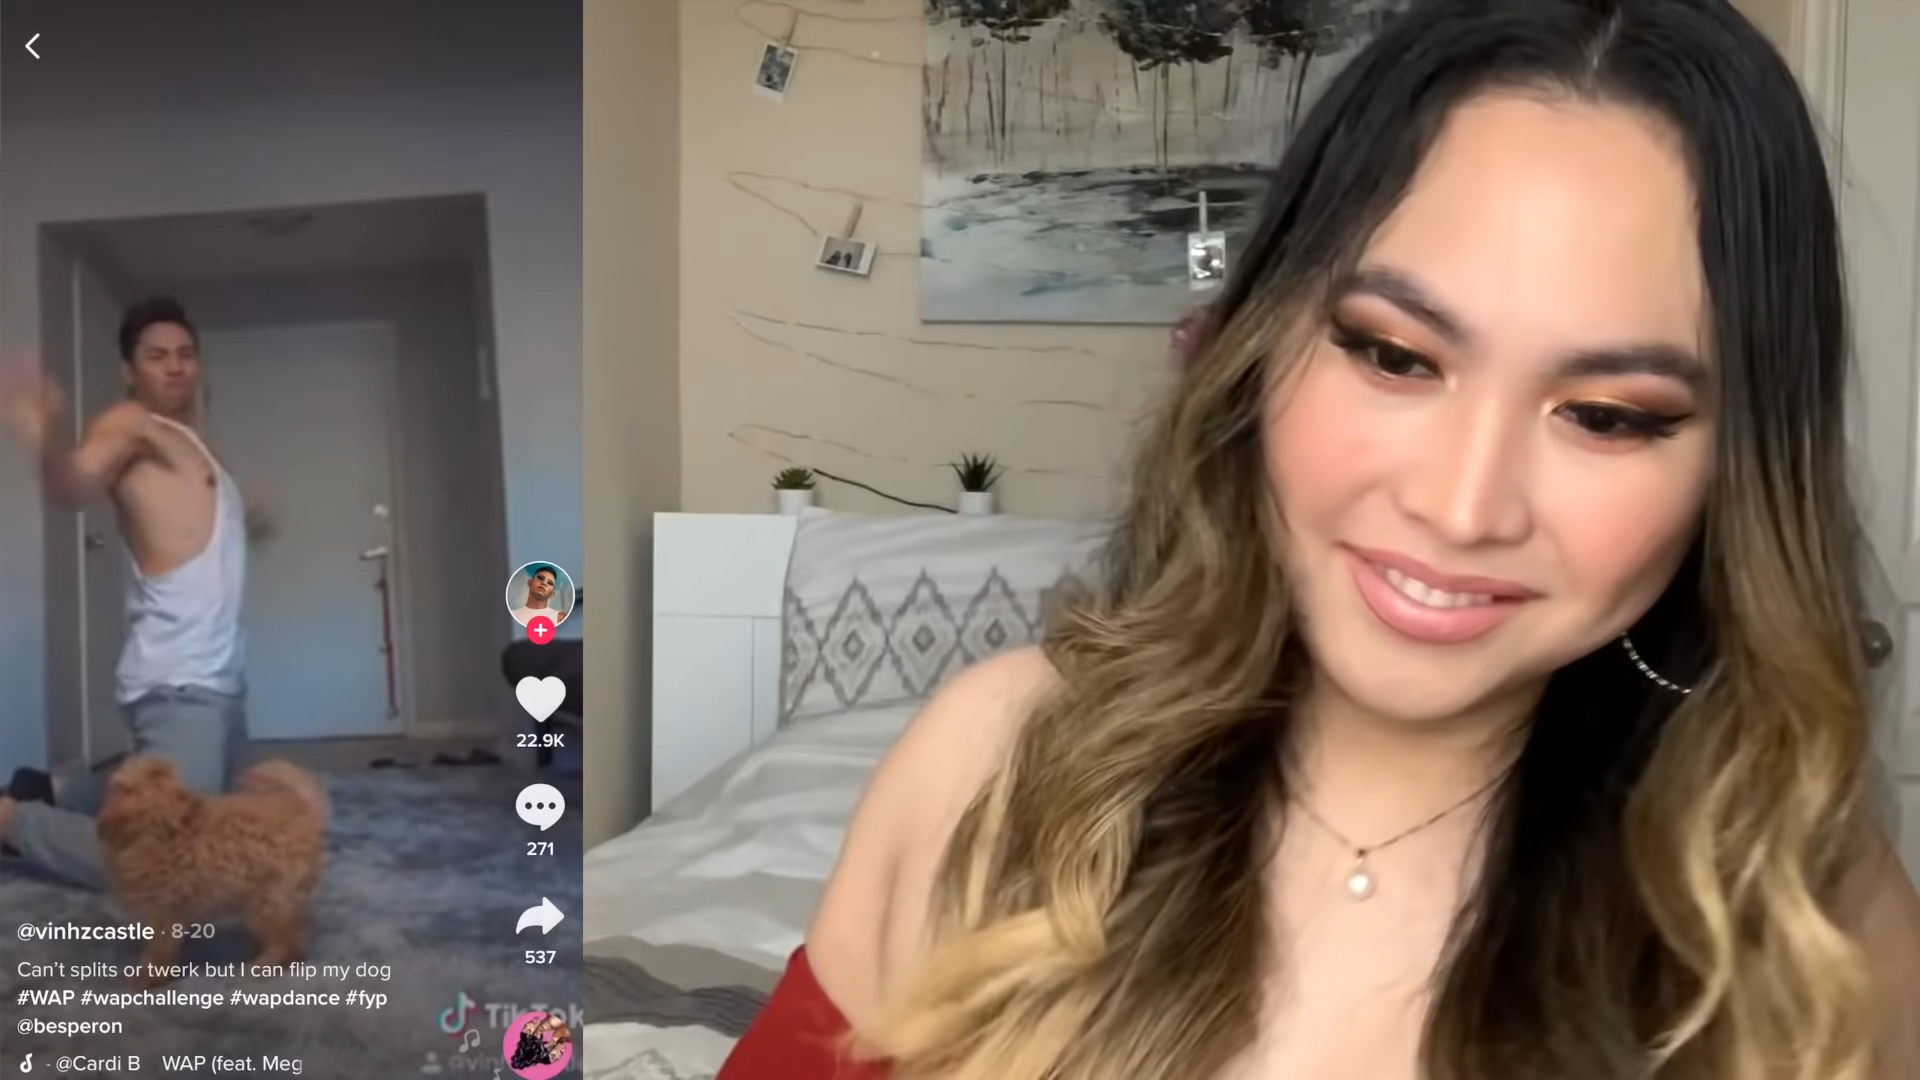 22.9K
271
537
@vinhzcastle · 8-20
Can't splits or twerk but I can flip my dog
#WAP #wapchallenge #wapdance #fyp
@besperon
- @Cardi B WAP (feat. Meg
TikTok